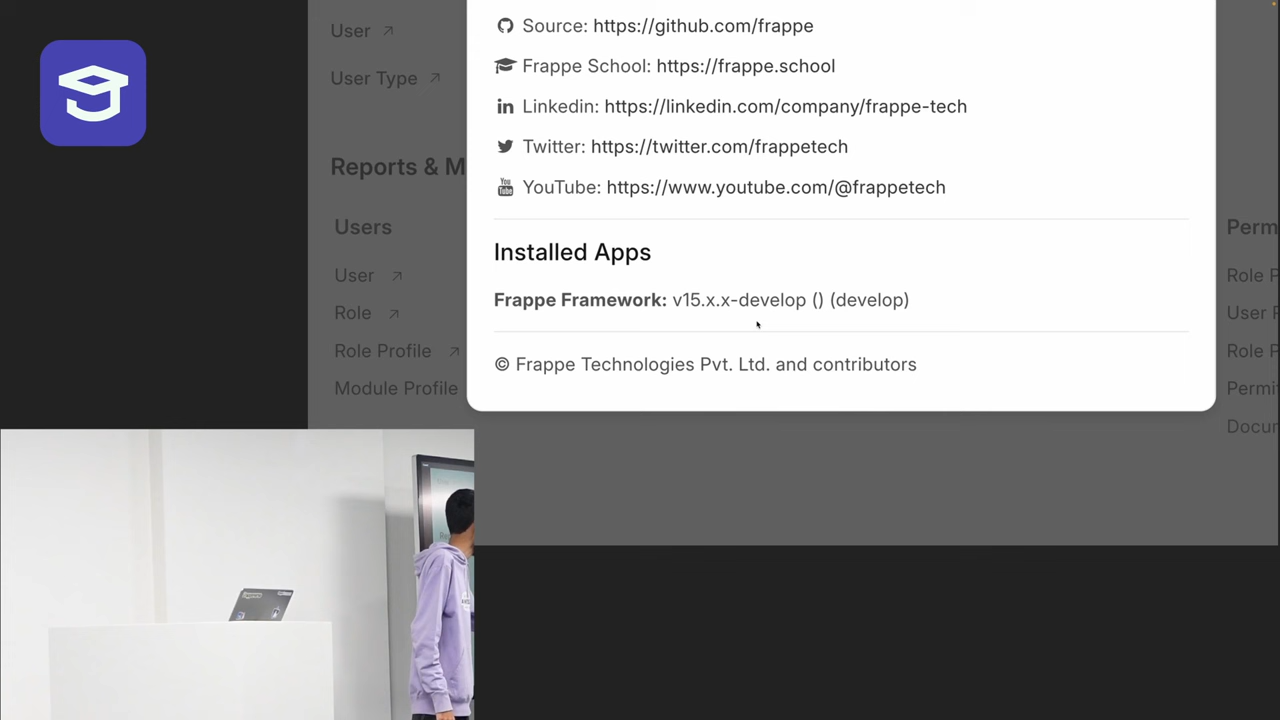 User
User Type
Reports & M
Users
User
Role
Role Profile
Module Profile
Source: https://github.com/frappe
Frappe School: https://frappe.school
Linkedin: https://linkedin.com/company/frappe-tech
Twitter: https://twitter.com/frappetech
YouTube: https://www.youtube.com/@frappetech
Installed Apps
Frappe Framework: v15.x.x-develop () (develop)
© Frappe Technologies Pvt. Ltd. and contributors
Perm
Role P
User F
Role P
Permi
Docur